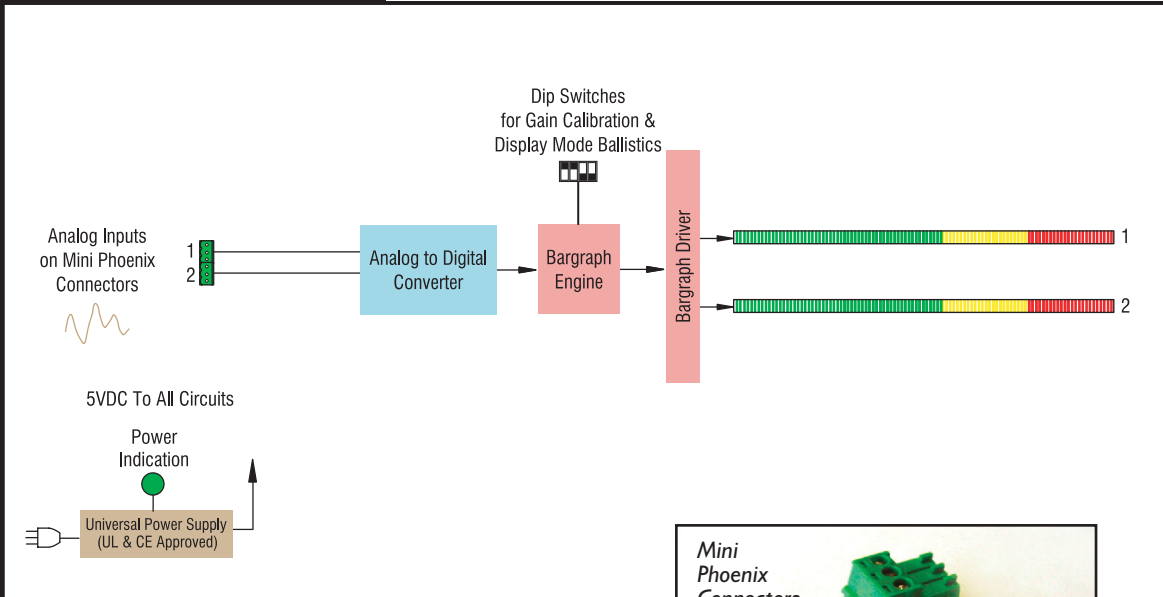 Dip Switches
for Gain Calibration &
Display Mode Ballistics
Analog Inputs
on Mini Phoenix
Connectors
1
2
Analog to Digital
Converter
Bargraph
Engine
Bargraph Driver
1
2
5VDC To All Circuits
Power
Indication
Universal Power Supply
(UL & CE Approved)
Mini
Phoenix
Connectors